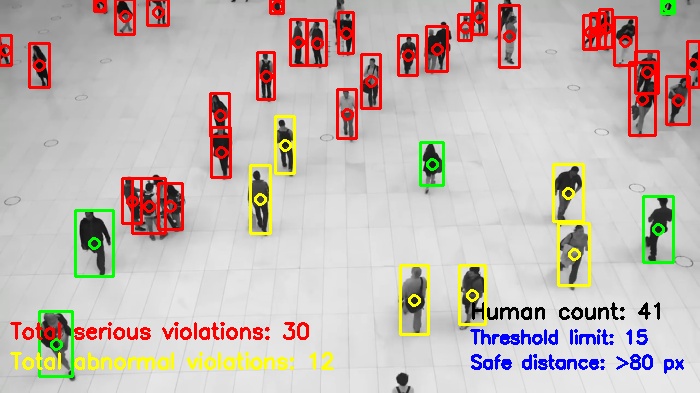 Total serious violations: 30
Total abnormal violations: 12
Human count: 41
Threshold limit: 15
Safe distance: >80 px